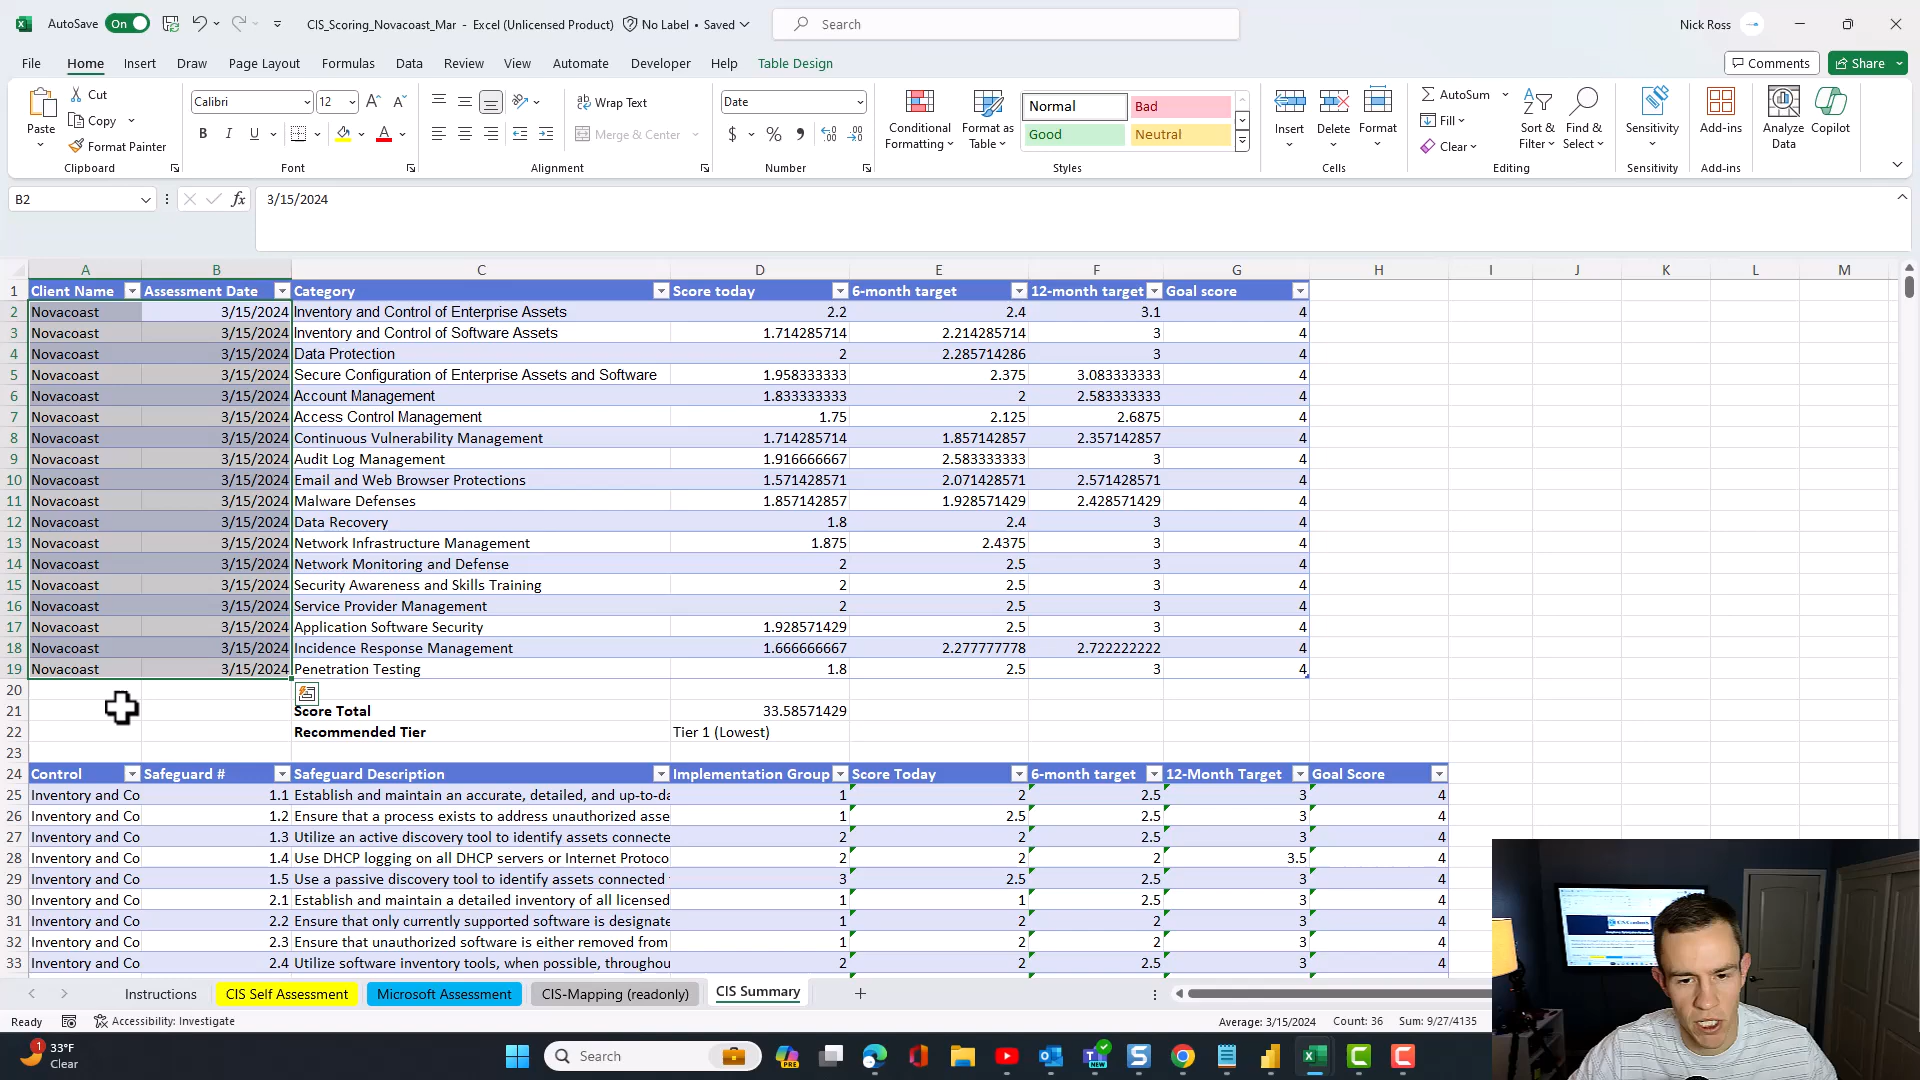 AutoSave On CIS_Scoring_Novacoast_Mar - Excel (Unlicensed Product) No Label • Saved Search Nick Ross
File Home Insert Draw Page Layout Formulas Data Review View Automate Developer Help Table Design Comments Share
Paste Cut Copy Format Painter Clipboard
Calibri 12 B I U Font
Wrap Text Merge & Center Alignment
Date $ % Number
Conditional Formatting Format as Table Normal Bad Good Neutral Styles
Insert Delete Format Cells
AutoSum Fill Clear Sort & Filter Find & Select Editing
Sensitivity Sensitivity
Add-ins Add-ins
Analyze Data Copilot
B2 fx 3/15/2024
A B C D E F G H I J K L M
1 Client Name Assessment Date Category Score today 6-month target 12-month target Goal score
2 Novacoast 3/15/2024 Inventory and Control of Enterprise Assets 2.2 2.4 3.1 4
3 Novacoast 3/15/2024 Inventory and Control of Software Assets 1.714285714 2.214285714 3 4
4 Novacoast 3/15/2024 Data Protection 2 2.285714286 3 4
5 Novacoast 3/15/2024 Secure Configuration of Enterprise Assets and Software 1.958333333 2.375 3.083333333 4
6 Novacoast 3/15/2024 Account Management 1.833333333 2 2.583333333 4
7 Novacoast 3/15/2024 Access Control Management 1.75 2.125 2.6875 4
8 Novacoast 3/15/2024 Continuous Vulnerability Management 1.714285714 1.857142857 2.357142857 4
9 Novacoast 3/15/2024 Audit Log Management 1.916666667 2.583333333 3 4
10 Novacoast 3/15/2024 Email and Web Browser Protections 1.571428571 2.071428571 2.571428571 4
11 Novacoast 3/15/2024 Malware Defenses 1.857142857 1.928571429 2.428571429 4
12 Novacoast 3/15/2024 Data Recovery 1.8 2.4 3 4
13 Novacoast 3/15/2024 Network Infrastructure Management 1.875 2.4375 3 4
14 Novacoast 3/15/2024 Network Monitoring and Defense 2 2.5 3 4
15 Novacoast 3/15/2024 Security Awareness and Skills Training 2 2.5 3 4
16 Novacoast 3/15/2024 Service Provider Management 2 2.5 3 4
17 Novacoast 3/15/2024 Application Software Security 1.928571429 2.5 3 4
18 Novacoast 3/15/2024 Incidence Response Management 1.666666667 2.277777778 2.722222222 4
19 Novacoast 3/15/2024 Penetration Testing 1.8 2.5 3 4
20
21 Score Total 33.58571429
22 Recommended Tier Tier 1 (Lowest)
23
24 Control Safeguard # Safeguard Description Implementation Group Score Today 6-month target 12-Month Target Goal Score
25 Inventory and Co 1.1 Establish and maintain an accurate, detailed, and up-to-da 1 2 2.5 3 4
26 Inventory and Co 1.2 Ensure that a process exists to address unauthorized asse 1 2.5 2.5 3 4
27 Inventory and Co 1.3 Utilize an active discovery tool to identify assets connecte 2 2 2.5 3 4
28 Inventory and Co 1.4 Use DHCP logging on all DHCP servers or Internet Protoco 2 2 2 3.5 4
29 Inventory and Co 1.5 Use a passive discovery tool to identify assets connected 3 2.5 2.5 3 4
30 Inventory and Co 2.1 Establish and maintain a detailed inventory of all licensed 1 1 2.5 3 4
31 Inventory and Co 2.2 Ensure that only currently supported software is designate 1 2 2 3 4
32 Inventory and Co 2.3 Ensure that unauthorized software is either removed from 1 2 2 3 4
33 Inventory and Co 2.4 Utilize software inventory tools, when possible, throughou 2 2 2.5 3 4
Instructions CIS Self Assessment Microsoft Assessment CIS-Mapping (readonly) CIS Summary
Ready Accessibility: Investigate Average: 3/15/2024 Count: 36 Sum: 9/27/4135
1 33°F Clear Search PRE NEW